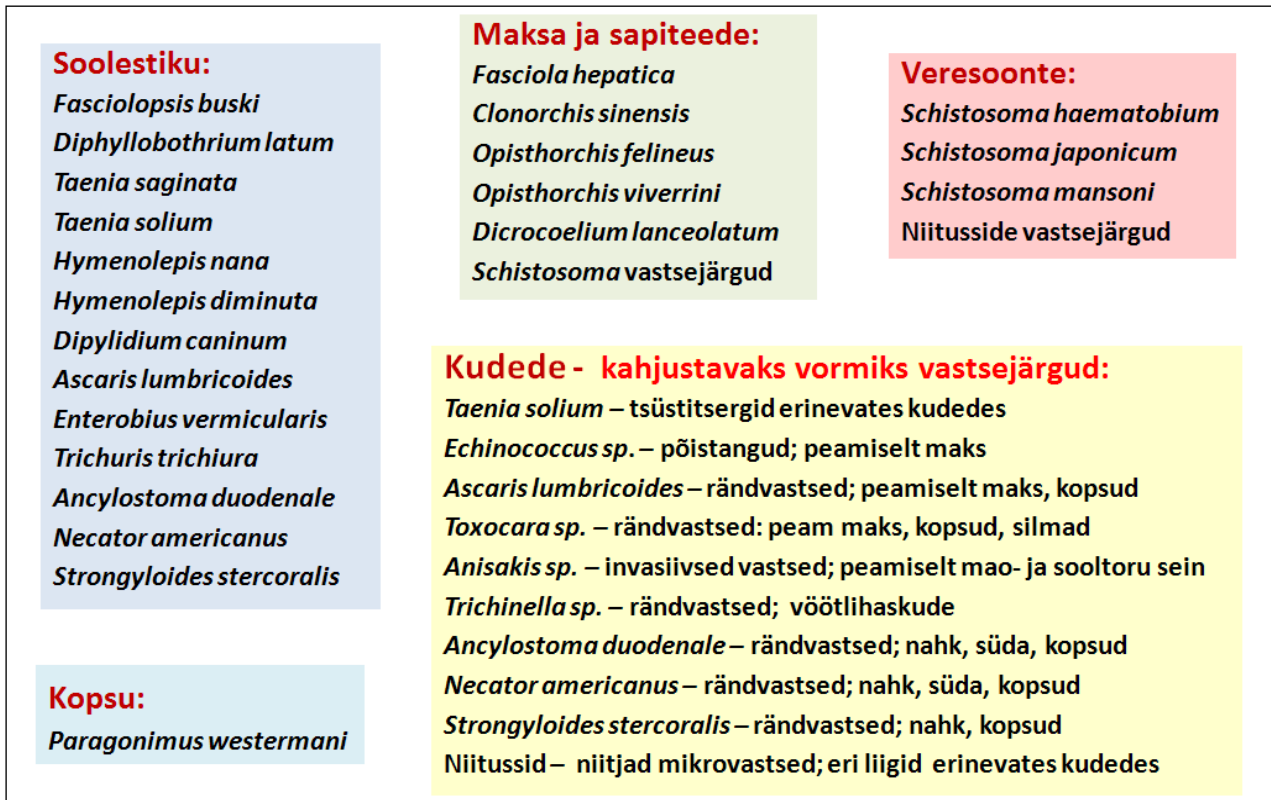 Soolestiku:
Fasciolopsis buski
Diphyllobothrium latum
Taenia saginata
Taenia solium
Hymenolepis nana
Hymenolepis diminuta
Dipylidium caninum
Ascaris lumbricoides
Enterobius vermicularis
Trichuris trichiura
Ancylostoma duodenale
Necator americanus
Strongyloides stercoralis
Maksa ja sapiteede:
Fasciola hepatica
Clonorchis sinensis
Opisthorchis felineus
Opisthorchis viverrini
Dicrocoelium lanceolatum
Schistosoma vastsejärgud
Veresoonte:
Schistosoma haematobium
Schistosoma japonicum
Schistosoma mansoni
Niitusside vastsejärgud
Kopsu:
Paragonimus westermani
Kudede - kahjustavaks vormiks vastsejärgud:
Taenia solium – tsüstitsergid erinevates kudedes
Echinococcus sp. – põistangud; peamiselt maks
Ascaris lumbricoides – rändvastsed; peamiselt maks, kopsud
Toxocara sp. – rändvastsed: peam maks, kopsud, silmad
Anisakis sp. – invasiivsed vastsed; peamiselt mao- ja sooltoru sein
Trichinella sp. – rändvastsed; vöötlihaskude
Ancylostoma duodenale – rändvastsed; nahk, süda, kopsud
Necator americanus – rändvastsed; nahk, süda, kopsud
Strongyloides stercoralis – rändvastsed; nahk, kopsud
Niitussid – niitjad mikrovastsed; eri liigid erinevates kudedes